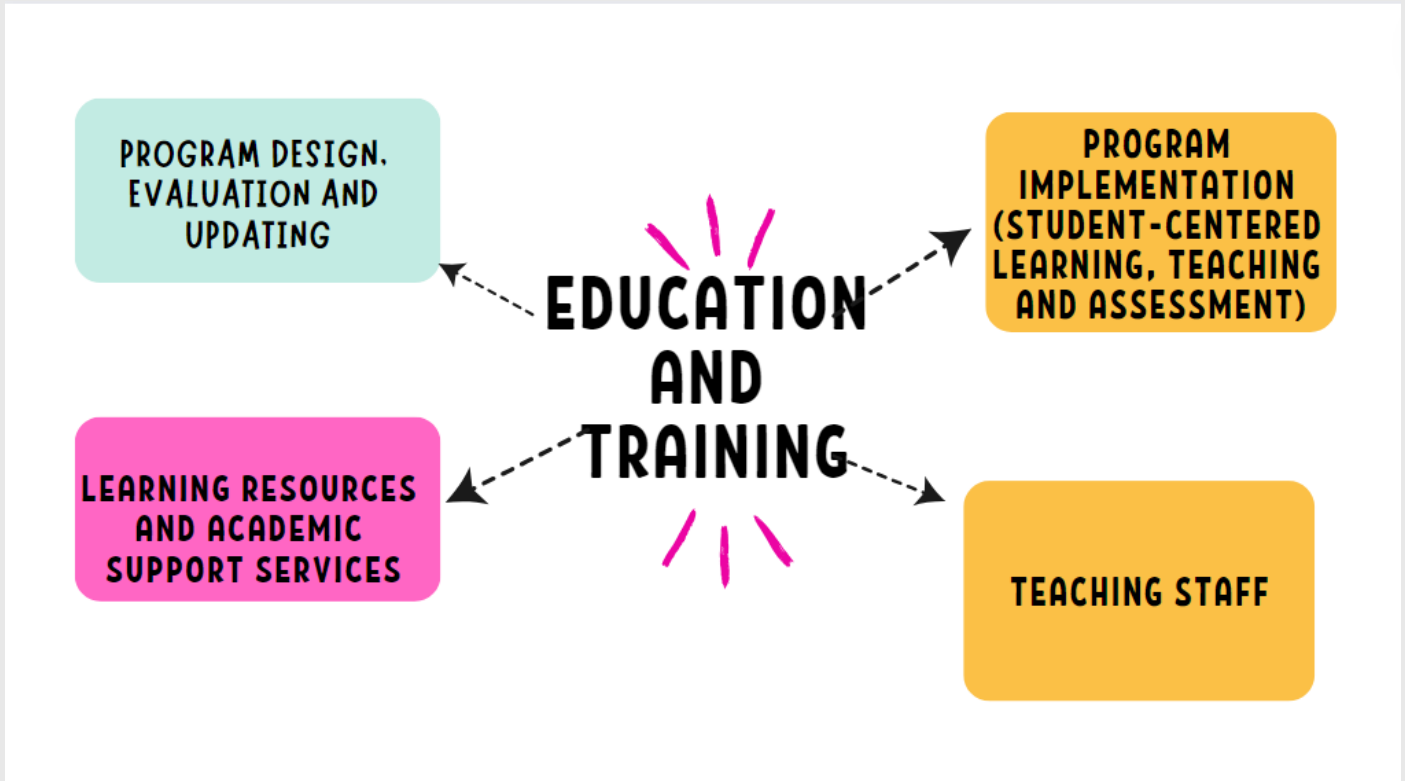 PROGRAM DESIGN,
EVALUATION AND
UPDATING
PROGRAM
IMPLEMENTATION
(STUDENT-CENTERED
LEARNING, TEACHING
AND ASSESSMENT)
EDUCATION
AND
TRAINING
LEARNING RESOURCES
AND ACADEMIC
SUPPORT SERVICES
TEACHING STAFF